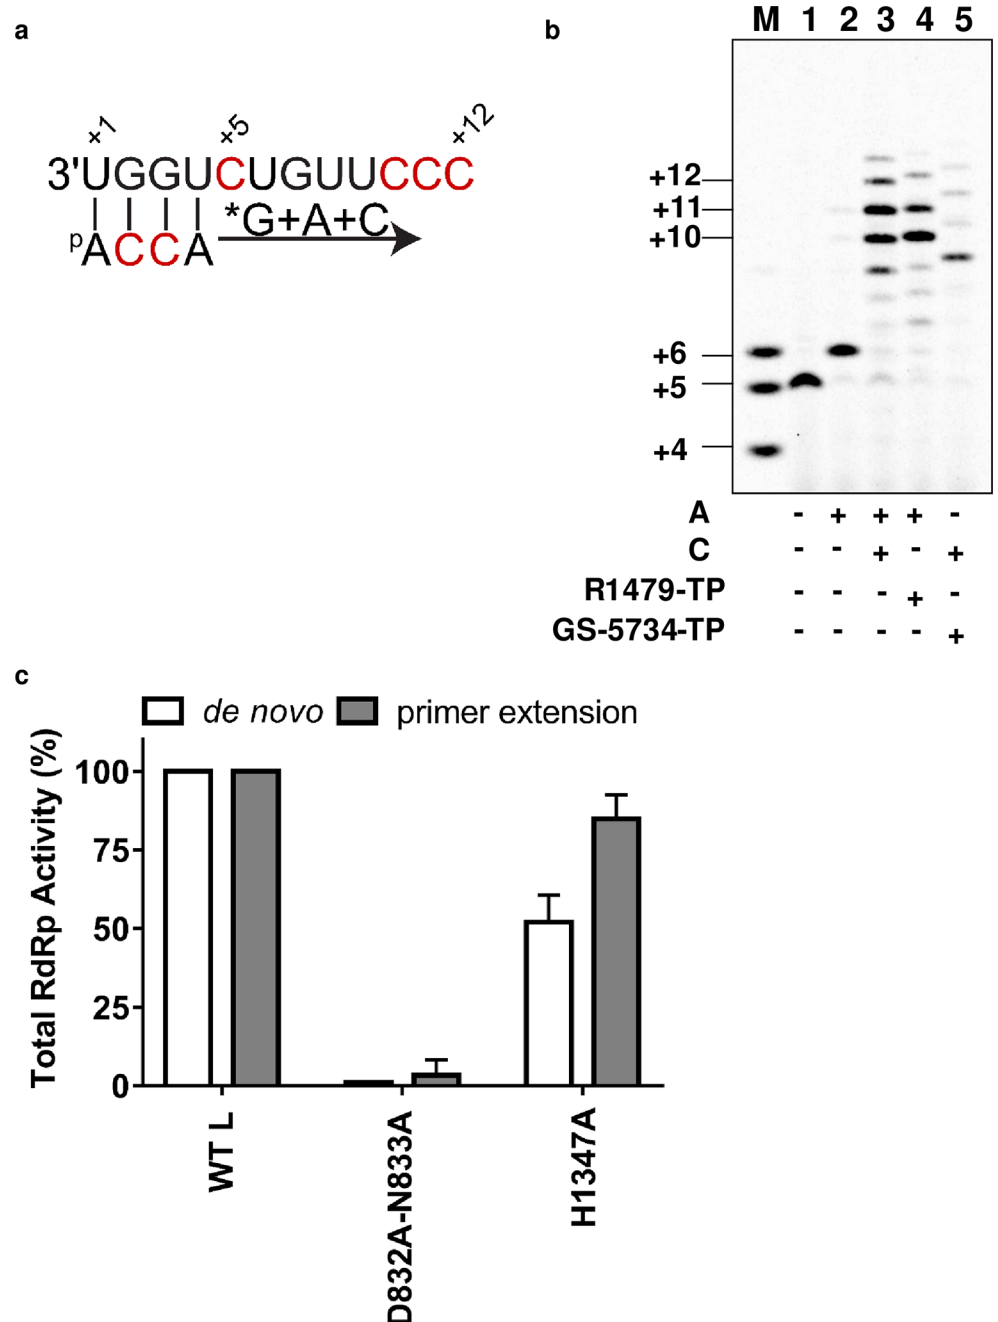 a
+1 +5 +12
3'UGGUCUGUUCCC
*G+A+C
pACCA
b
M 1 2 3 4 5
+12
+11
+10
+6
+5
+4
A - + + + -
C - - + - +
R1479-TP - - - + -
GS-5734-TP - - - - +
c
de novo primer extension
Total RdRp Activity (%)
100
75
50
25
0
WT L
D832A-N833A
H1347A